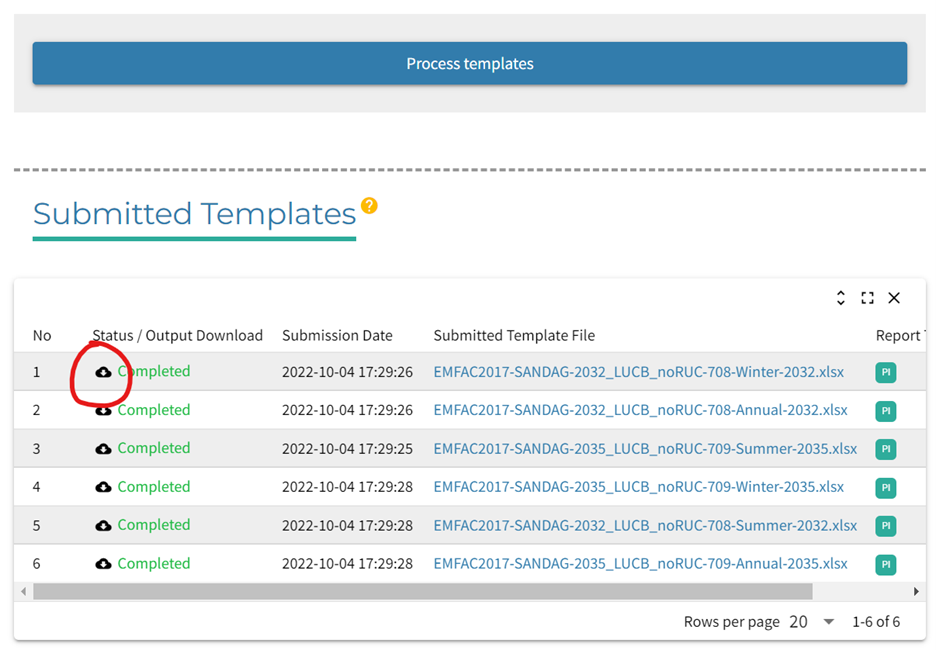 Process templates
Submitted Templates ?
No Status / Output Download Submission Date Submitted Template File Report
1 Completed 2022-10-04 17:29:26 EMFAC2017-SANDAG-2032_LUCB_noRUC-708-Winter-2032.xlsx PI
2 Completed 2022-10-04 17:29:26 EMFAC2017-SANDAG-2032_LUCB_noRUC-708-Annual-2032.xlsx PI
3 Completed 2022-10-04 17:29:25 EMFAC2017-SANDAG-2035_LUCB_noRUC-709-Summer-2035.xlsx PI
4 Completed 2022-10-04 17:29:28 EMFAC2017-SANDAG-2035_LUCB_noRUC-709-Winter-2035.xlsx PI
5 Completed 2022-10-04 17:29:28 EMFAC2017-SANDAG-2032_LUCB_noRUC-708-Summer-2032.xlsx PI
6 Completed 2022-10-04 17:29:28 EMFAC2017-SANDAG-2035_LUCB_noRUC-709-Annual-2035.xlsx PI
Rows per page 20 1-6 of 6